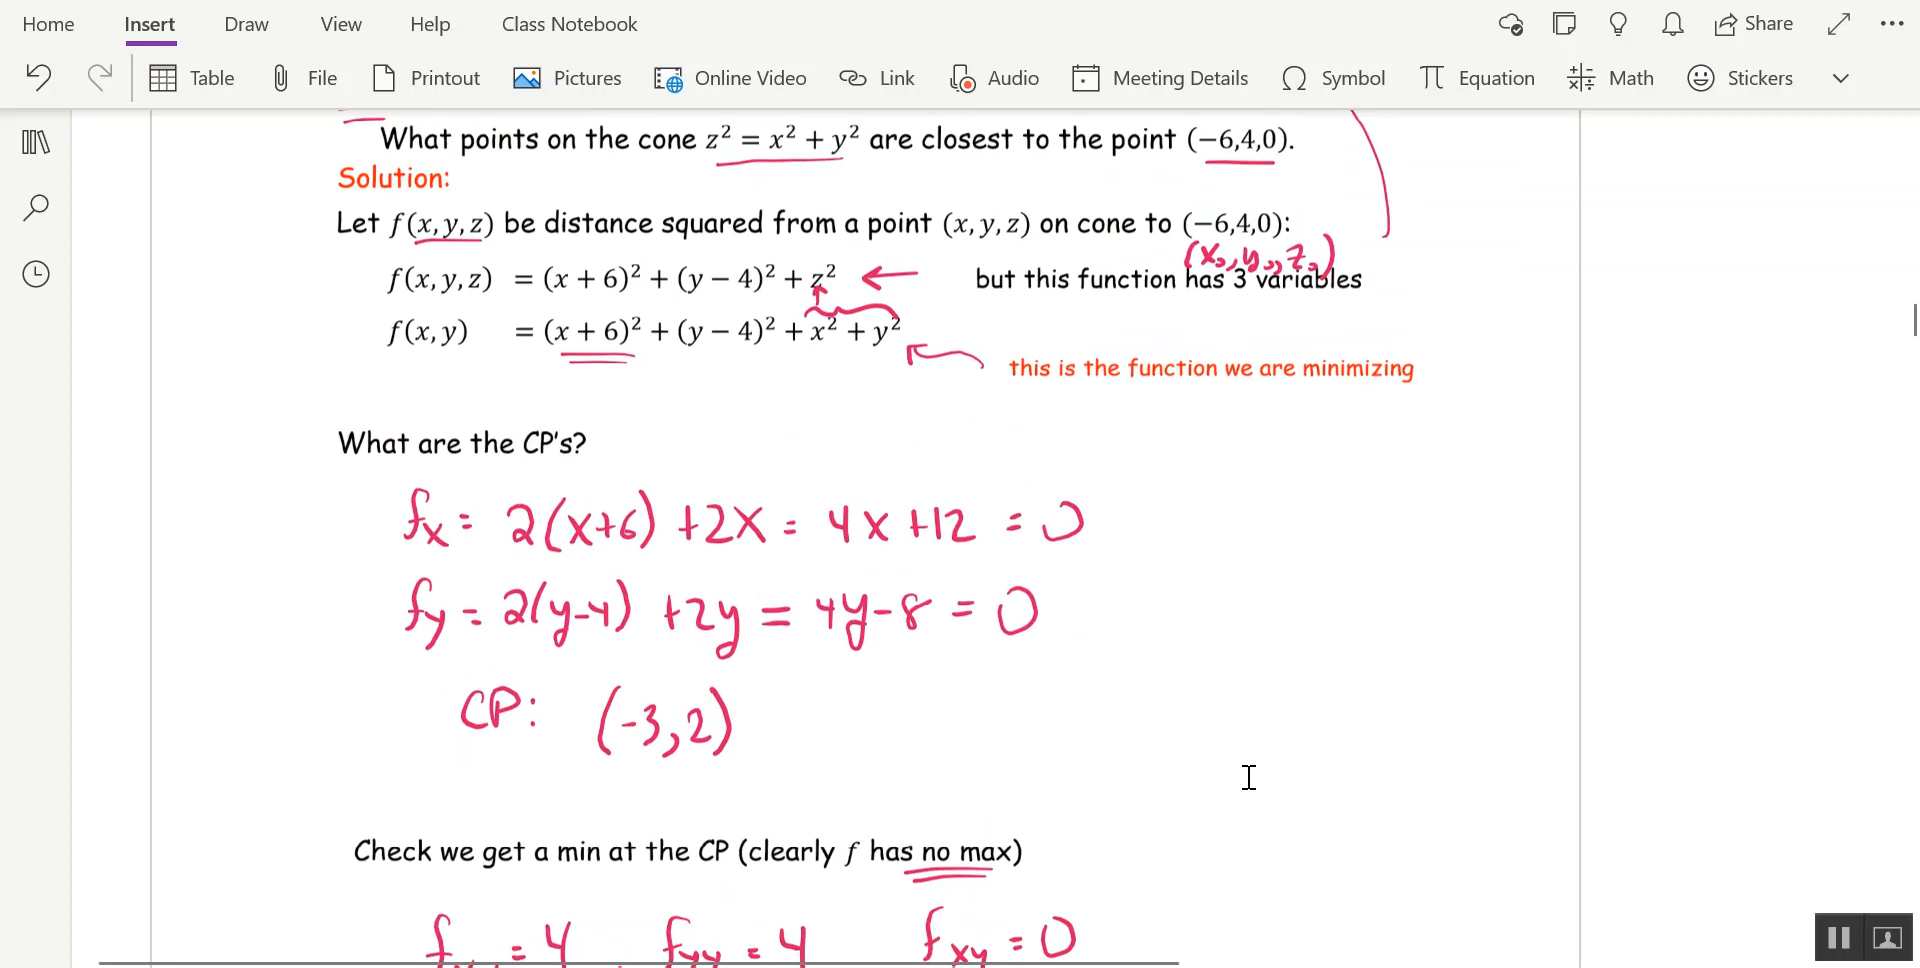 Home Insert Draw View Help Class Notebook Share
Table File Printout Pictures Online Video Link Audio Meeting Details Symbol Equation Math Stickers
What points on the cone z² = x² + y² are closest to the point (−6,4,0).
Solution:
Let f(x, y, z) be distance squared from a point (x, y, z) on cone to (−6,4,0):
f(x, y, z) = (x + 6)² + (y − 4)² + z² but this function has 3 variables
f(x, y) = (x + 6)² + (y − 4)² + x² + y²
this is the function we are minimizing
What are the CP's?
fx = 2(x+6) +2x = 4x +12 = 0
fy = 2(y-4) +2y = 4y-8 = 0
CP: (-3,2)
Check we get a min at the CP (clearly f has no max)
= 4 fyy = 4 fxy = 0